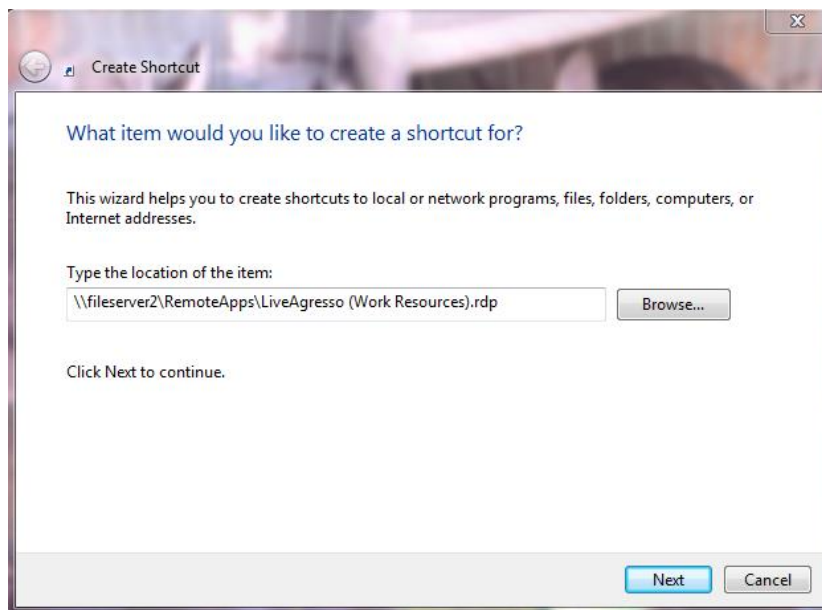 Create Shortcut
What item would you like to create a shortcut for?
This wizard helps you to create shortcuts to local or network programs, files, folders, computers, or
Internet addresses.
Type the location of the item:
\\fileserver2\RemoteApps\LiveAgresso (Work Resources).rdp
Browse...
Click Next to continue.
Next
Cancel